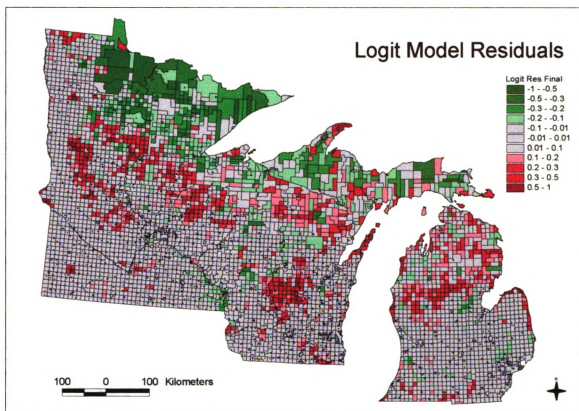 Logit Model Residuals
Logit Res Final
-1 - -0.5
-0.5 - -0.3
-0.3 - -0.2
-0.2 - -0.1
-0.1 - -0.01
-0.01 - 0.01
0.01 - 0.1
0.1 - 0.2
0.2 - 0.3
0.3 - 0.5
0.5 - 1
100 0 100 Kilometers